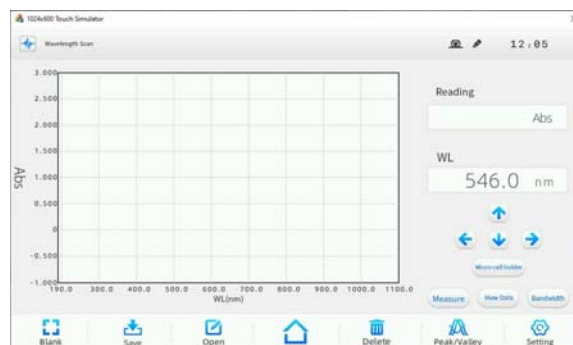 1024x600 Touch Simulator
Wavelength Scan
12:05
3.000
2.500
2.000
1.500
1.000
0.500
0
-0.500
-1.000
Abs
190.0 300.0 400.0 500.0 600.0 700.0 800.0 900.0 1000.0 1100.0
WL(nm)
Reading
Abs
WL
546.0 nm
Micro-cell holder
Measure View Data Bandwidth
Blank Save Open Delete Peak/Valley Setting